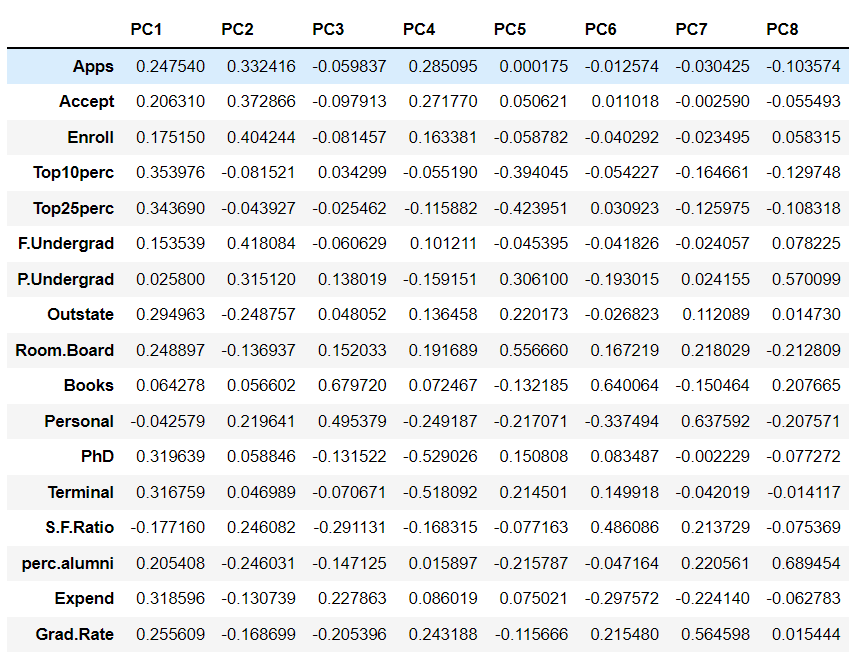 PC1 PC2 PC3 PC4 PC5 PC6 PC7 PC8
Apps 0.247540 0.332416 -0.059837 0.285095 0.000175 -0.012574 -0.030425 -0.103574
Accept 0.206310 0.372866 -0.097913 0.271770 0.050621 0.011018 -0.002590 -0.055493
Enroll 0.175150 0.404244 -0.081457 0.163381 -0.058782 -0.040292 -0.023495 0.058315
Top10perc 0.353976 -0.081521 0.034299 -0.055190 -0.394045 -0.054227 -0.164661 -0.129748
Top25perc 0.343690 -0.043927 -0.025462 -0.115882 -0.423951 0.030923 -0.125975 -0.108318
F.Undergrad 0.153539 0.418084 -0.060629 0.101211 -0.045395 -0.041826 -0.024057 0.078225
P.Undergrad 0.025800 0.315120 0.138019 -0.159151 0.306100 -0.193015 0.024155 0.570099
Outstate 0.294963 -0.248757 0.048052 0.136458 0.220173 -0.026823 0.112089 0.014730
Room.Board 0.248897 -0.136937 0.152033 0.191689 0.556660 0.167219 0.218029 -0.212809
Books 0.064278 0.056602 0.679720 0.072467 -0.132185 0.640064 -0.150464 0.207665
Personal -0.042579 0.219641 0.495379 -0.249187 -0.217071 -0.337494 0.637592 -0.207571
PhD 0.319639 0.058846 -0.131522 -0.529026 0.150808 0.083487 -0.002229 -0.077272
Terminal 0.316759 0.046989 -0.070671 -0.518092 0.214501 0.149918 -0.042019 -0.014117
S.F.Ratio -0.177160 0.246082 -0.291131 -0.168315 -0.077163 0.486086 0.213729 -0.075369
perc.alumni 0.205408 -0.246031 -0.147125 0.015897 -0.215787 -0.047164 0.220561 0.689454
Expend 0.318596 -0.130739 0.227863 0.086019 0.075021 -0.297572 -0.224140 -0.062783
Grad.Rate 0.255609 -0.168699 -0.205396 0.243188 -0.115666 0.215480 0.564598 0.015444